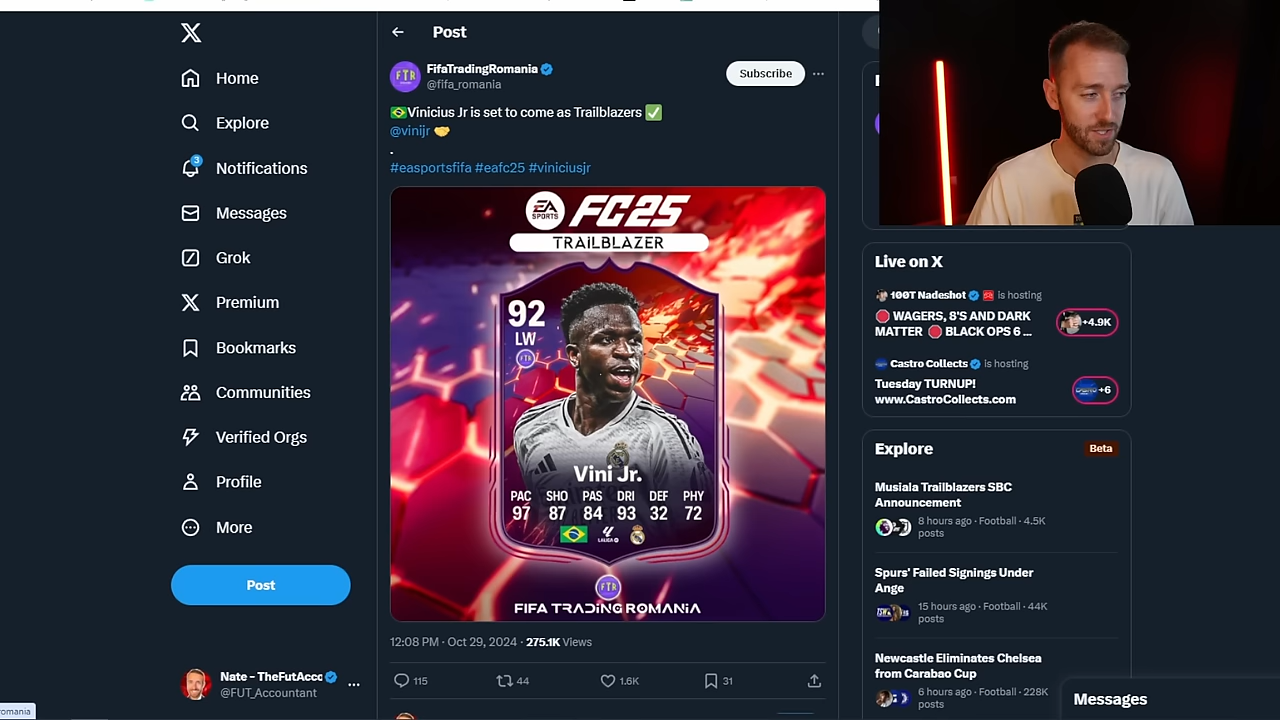 Home
Explore
3
Notifications
Messages
Grok
Premium
Bookmarks
Communities
Verified Orgs
Profile
More
Post
Nate – TheFutAcc
@FUT_Accountant
omania
Post
FifaTradingRomania
@fifa_romania
Subscribe
Vinicius Jr is set to come as Trailblazers
@vinijr
.
#easportsfifa #eafc25 #viniciusjr
EA
SPORTS
FC25
TRAILBLAZER
92
LW
FTR
Vini Jr.
PAC SHO PAS DRI DEF PHY
97 87 84 93 32 72
LALIGA
FTR
FIFA TRADING ROMANIA
12:08 PM · Oct 29, 2024 · 275.1K Views
115 44 1.6K 31
Live on X
100T Nadeshot is hosting
WAGERS, 8'S AND DARK
MATTER BLACK OPS 6 ...
+4.9K
Castro Collects is hosting
Tuesday TURNUP!
www.CastroCollects.com
+6
Explore
Beta
Musiala Trailblazers SBC
Announcement
8 hours ago · Football · 4.5K
posts
Spurs' Failed Signings Under
Ange
15 hours ago · Football · 44K
posts
Newcastle Eliminates Chelsea
from Carabao Cup
6 hours ago · Football · 228K
posts
Messages